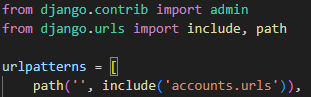 from django.contrib import admin
from django.urls import include, path

urlpatterns = [
    path('', include('accounts.urls')),